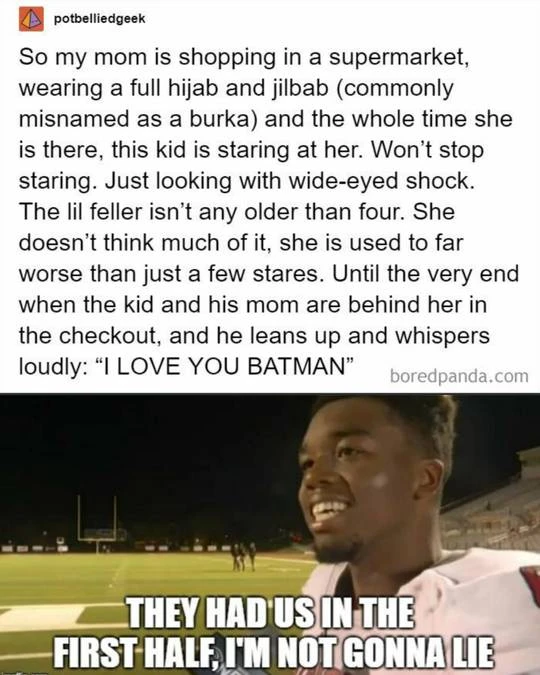 potbelliedgeek
So my mom is shopping in a supermarket,
wearing a full hijab and jilbab (commonly
misnamed as a burka) and the whole time she
is there, this kid is staring at her. Won’t stop
staring. Just looking with wide-eyed shock.
The lil feller isn’t any older than four. She
doesn’t think much of it, she is used to far
worse than just a few stares. Until the very end
when the kid and his mom are behind her in
the checkout, and he leans up and whispers
loudly: “I LOVE YOU BATMAN”
boredpanda.com
THEY HAD US IN THE
FIRST HALF, I'M NOT GONNA LIE